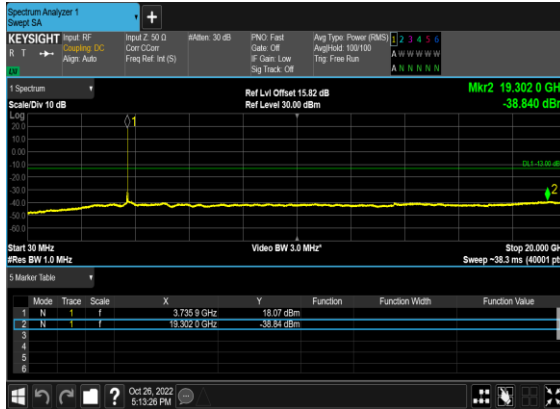 Spectrum Analyzer 1
Swept SA
KEYSIGHT
R T
LU
Input: RF
Coupling: DC
Align: Auto
Input Z: 50 Ω
Corr CCorr
Freq Ref: Int (S)
#Atten: 30 dB
PNO: Fast
Gate: Off
IF Gain: Low
Sig Track: Off
Avg Type: Power (RMS)
Avg|Hold: 100/100
Trig: Free Run
1 2 3 4 5 6
A W W W W W
A N N N N N
1 Spectrum
Scale/Div 10 dB
Log
Ref Lvl Offset 15.82 dB
Ref Level 30.00 dBm
Mkr2 19.302 0 GHz
-38.840 dBm
20.0
10.0
0.00
-10.0
-20.0
-30.0
-40.0
-50.0
-60.0
1
DL1 -13.00 dBm
2
Start 30 MHz
#Res BW 1.0 MHz
Video BW 3.0 MHz*
Stop 20.000 GHz
Sweep ~38.3 ms (40001 pts)
5 Marker Table
Mode Trace Scale X Y Function Function Width Function Value
1 N 1 f 3.735 9 GHz 18.07 dBm
2 N 1 f 19.302 0 GHz -38.84 dBm
3
4
5
6
?
Oct 26, 2022
5:13:26 PM